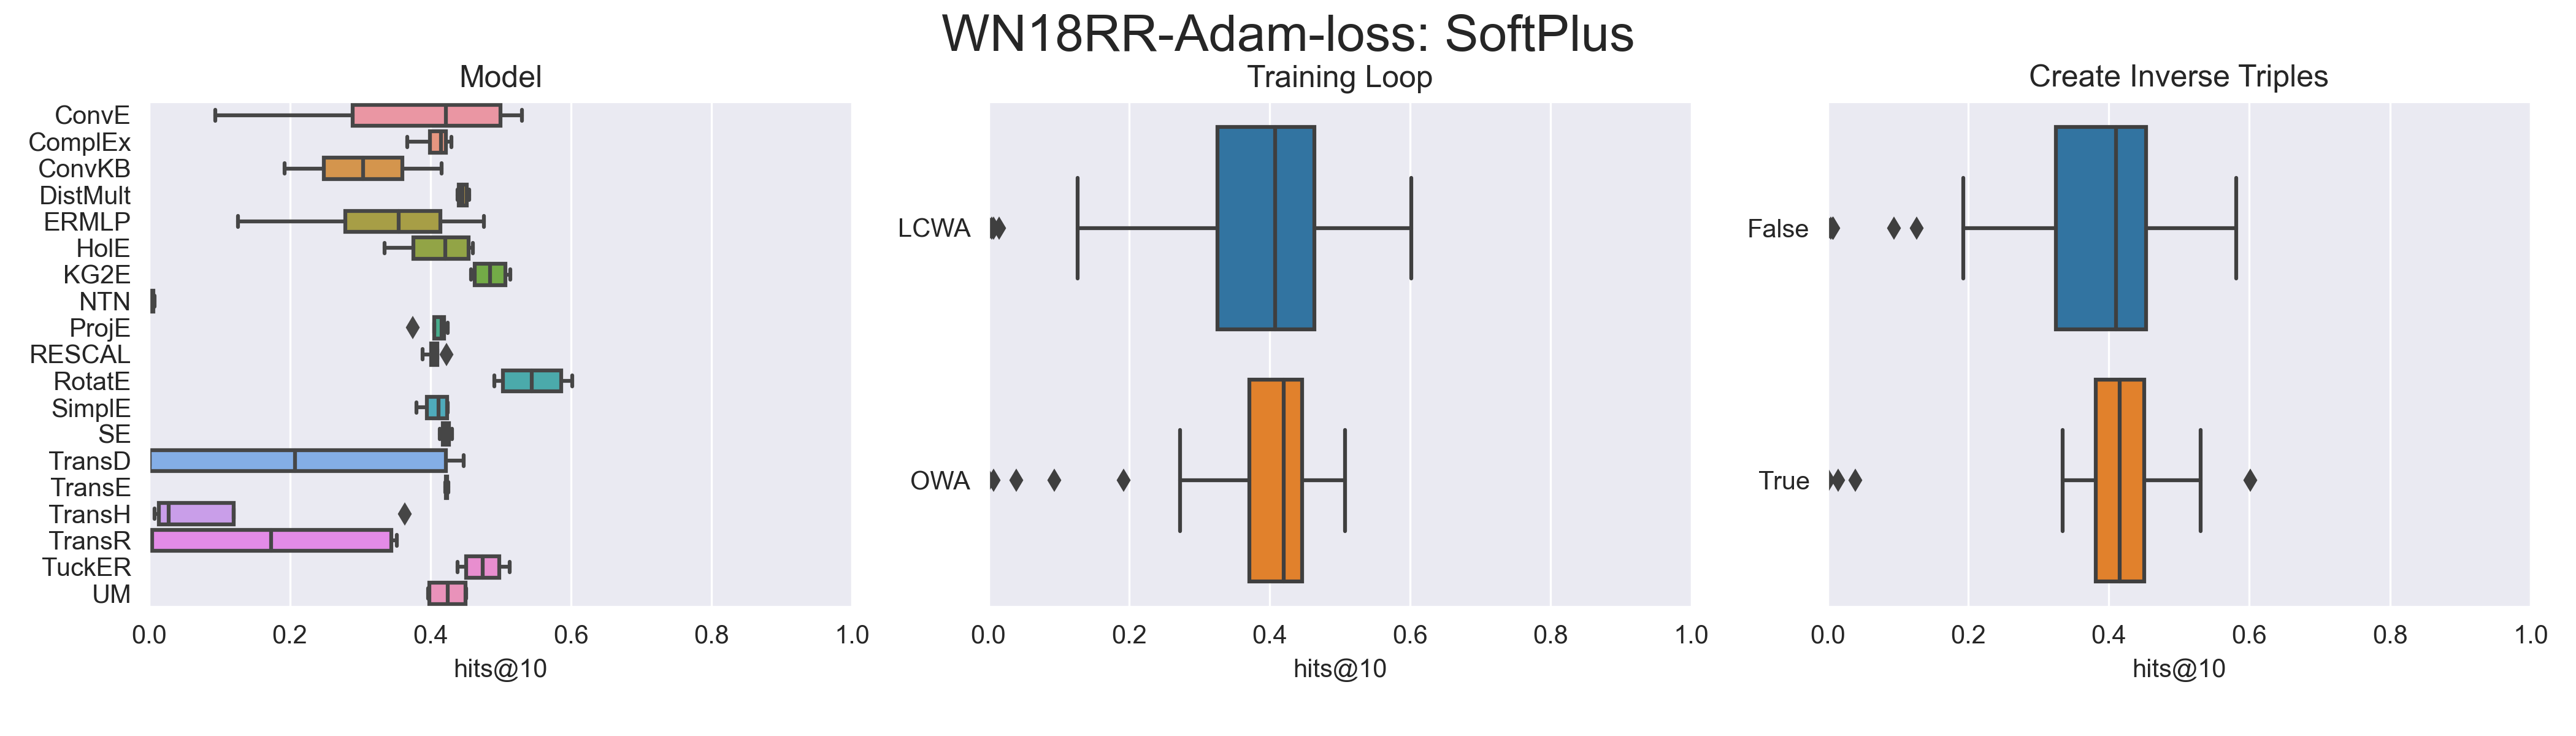 WN18RR-Adam-loss: SoftPlus
Model
ConvE
ComplEx
ConvKB
DistMult
ERMLP
HolE
KG2E
NTN
ProjE
RESCAL
RotatE
SimplE
SE
TransD
TransE
TransH
TransR
TuckER
UM
0.0 0.2 0.4 0.6 0.8 1.0
hits@10
Training Loop
LCWA
OWA
0.0 0.2 0.4 0.6 0.8 1.0
hits@10
Create Inverse Triples
False
True
0.0 0.2 0.4 0.6 0.8 1.0
hits@10